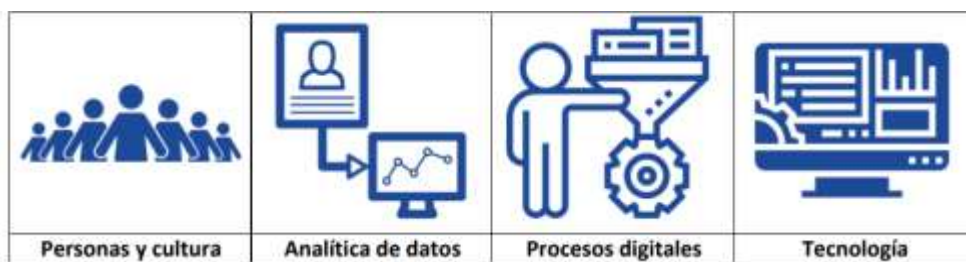 Personas y cultura
Analítica de datos
Procesos digitales
Tecnología